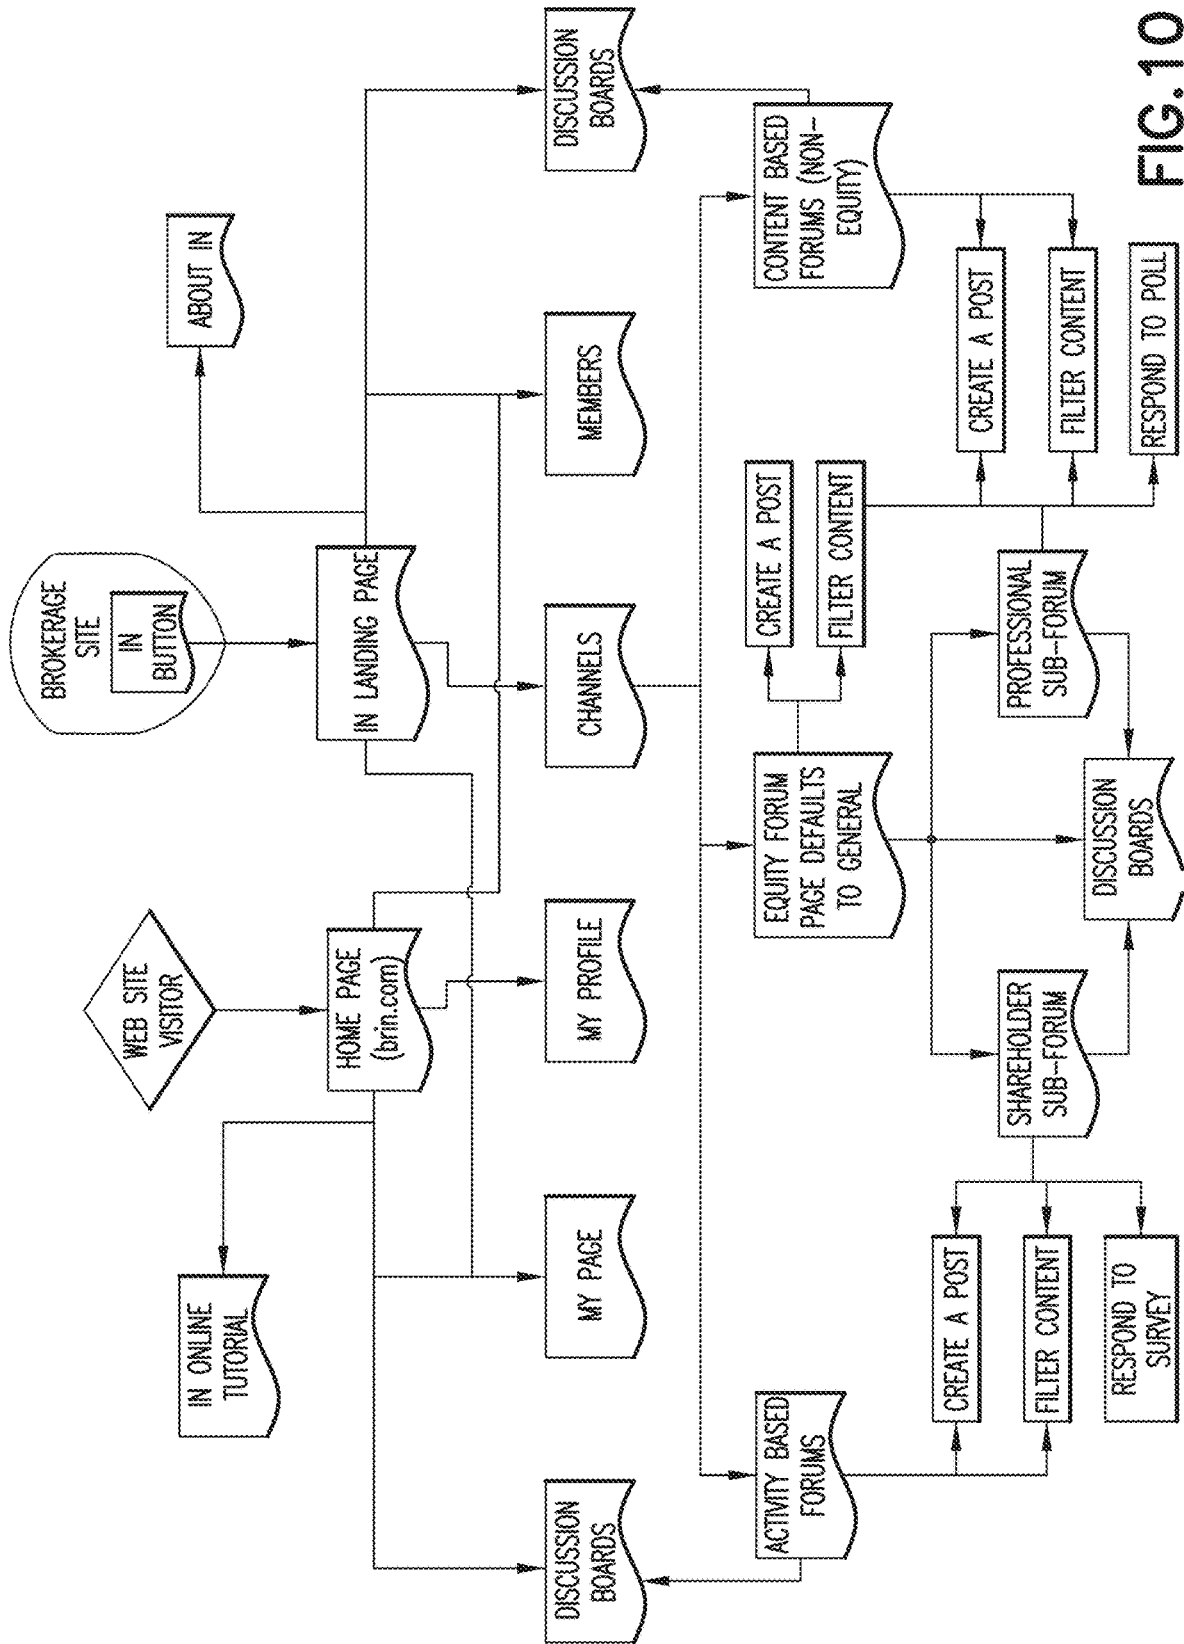 WEB SITE
VISITOR
BROKERAGE
SITE
IN
BUTTON
IN ONLINE
TUTORIAL
ABOUT IN
HOME PAGE
(brin.com)
IN LANDING PAGE
DISCUSSION
BOARDS
MY PAGE
MY PROFILE
CHANNELS
MEMBERS
DISCUSSION
BOARDS
ACTIVITY BASED
FORUMS
EQUITY FORUM
PAGE DEFAULTS
TO GENERAL
CREATE A POST
FILTER CONTENT
CONTENT BASED
FORUMS (NON-
EQUITY)
CREATE A POST
FILTER CONTENT
RESPOND TO
SURVEY
SHAREHOLDER
SUB-FORUM
DISCUSSION
BOARDS
PROFESSIONAL
SUB-FORUM
CREATE A POST
FILTER CONTENT
RESPOND TO POLL
FIG.10